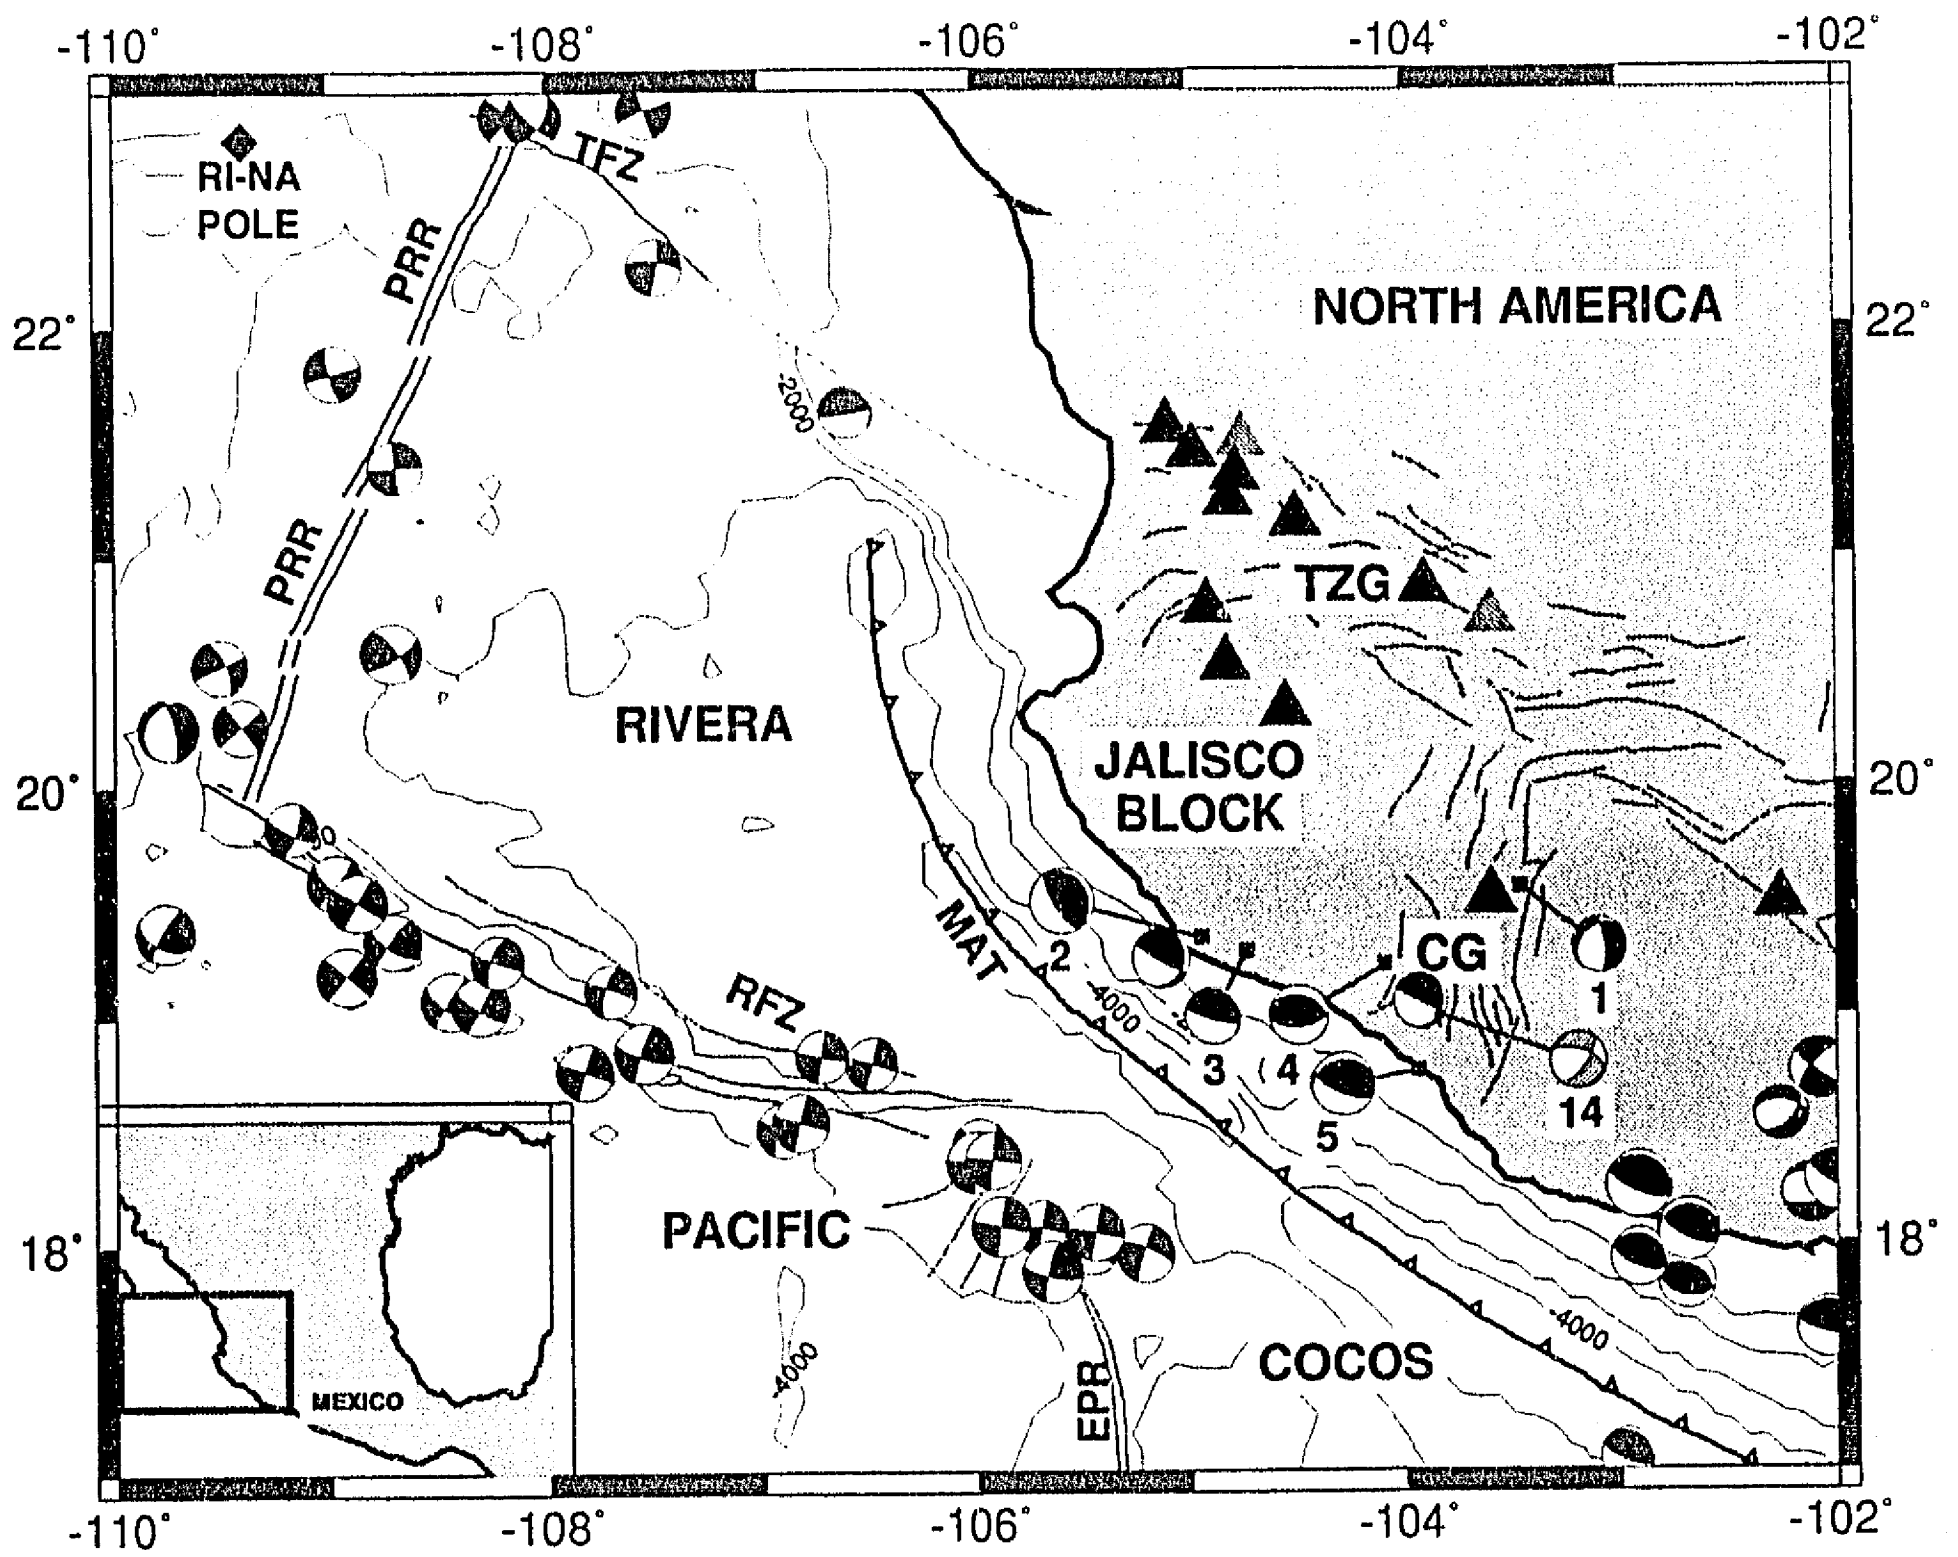 -110° -108° -106° -104° -102°
TFZ
RI-NA
POLE
PRR
NORTH AMERICA
22° 22°
-2000
PRR
TZG
RIVERA
JALISCO
BLOCK
20° 20°
MAT
2
CG
1
RFZ
-4000
3 4
14
5
PACIFIC
18° 18°
-4000
COCOS
-4000
EPR
MEXICO
-110° -108° -106° -104° -102°